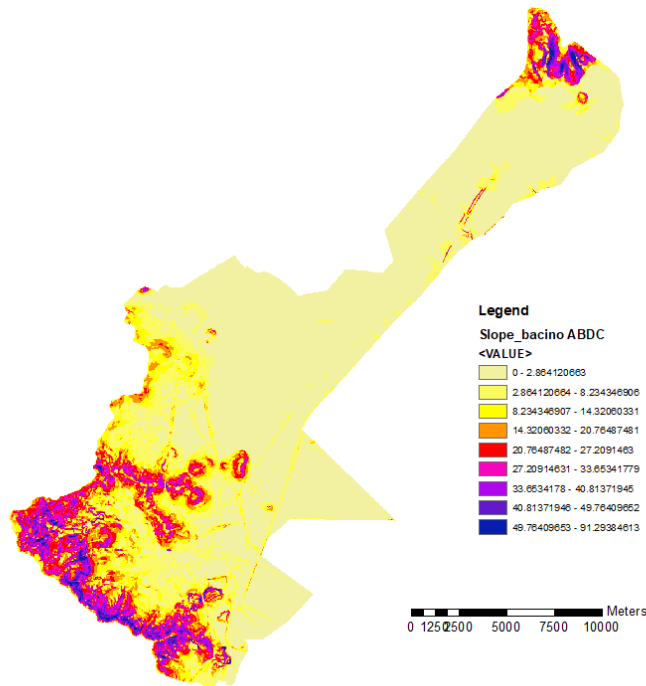 Legend
Slope_bacino ABDC
<VALUE>
0 - 2.864120663
2.864120664 - 8.234346906
8.234346907 - 14.32060331
14.32060332 - 20.76487481
20.76487482 - 27.2091463
27.20914631 - 33.65341779
33.6534178 - 40.81371945
40.81371946 - 49.76409652
49.76409653 - 91.29384613
Meters
0 1250 2500 5000 7500 10000